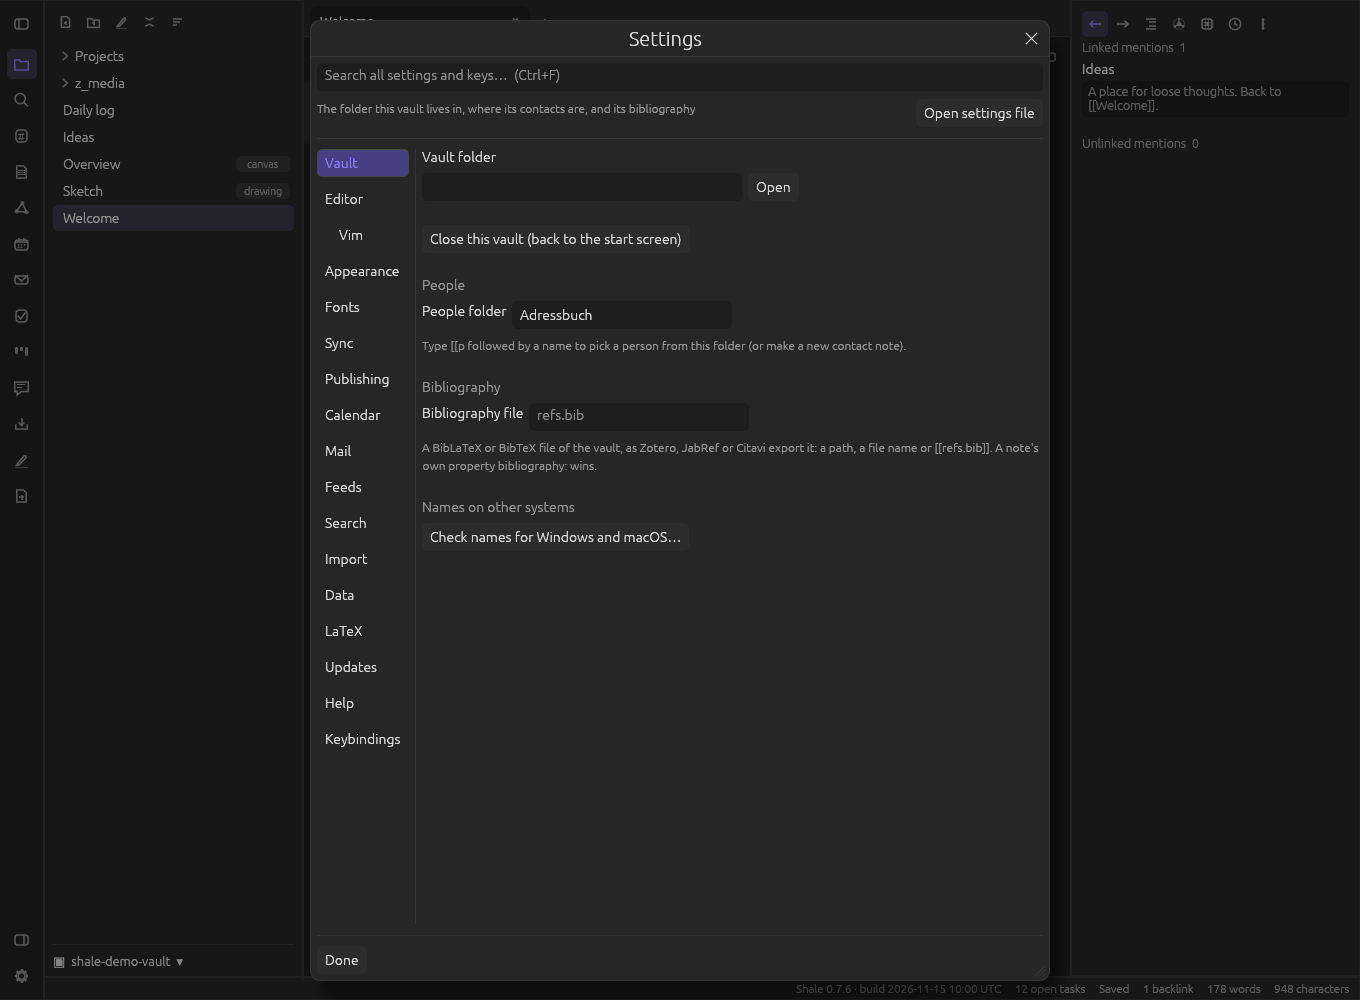 Projects
z_media
Daily log
Ideas
Overview
canvas
Sketch
drawing
Welcome
shale-demo-vault ▾
Settings
Search all settings and keys… (Ctrl+F)
The folder this vault lives in, where its contacts are, and its bibliography
Open settings file
Vault
Editor
Vim
Appearance
Fonts
Sync
Publishing
Calendar
Mail
Feeds
Search
Import
Data
LaTeX
Updates
Help
Keybindings
Vault folder
Open
Close this vault (back to the start screen)
People
People folder
Adressbuch
Type [[p followed by a name to pick a person from this folder (or make a new contact note).
Bibliography
Bibliography file
refs.bib
A BibLaTeX or BibTeX file of the vault, as Zotero, JabRef or Citavi export it: a path, a file name or [[refs.bib]]. A note's
own property bibliography: wins.
Names on other systems
Check names for Windows and macOS…
Done
Linked mentions 1
Ideas
A place for loose thoughts. Back to
[[Welcome]].
Unlinked mentions 0
Shale 0.7.6 · build 2026-11-15 10:00 UTC
12 open tasks
Saved
1 backlink
178 words
948 characters